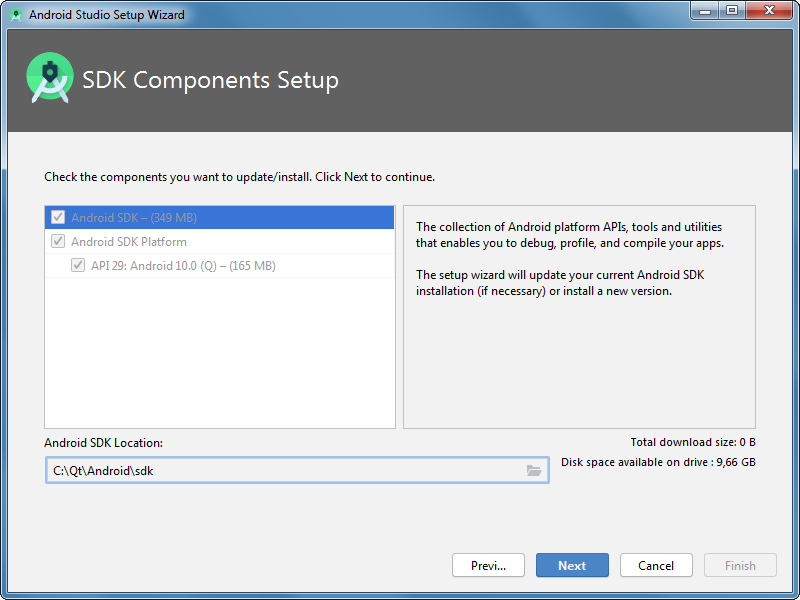 Android Studio Setup Wizard
SDK Components Setup
Check the components you want to update/install. Click Next to continue.
Android SDK – (349 MB)
Android SDK Platform
API 29: Android 10.0 (Q) – (165 MB)
The collection of Android platform APIs, tools and utilities
that enables you to debug, profile, and compile your apps.
The setup wizard will update your current Android SDK
installation (if necessary) or install a new version.
Android SDK Location:
Total download size: 0 B
C:\Qt\Android\sdk
Disk space available on drive : 9,66 GB
Previ...
Next
Cancel
Finish